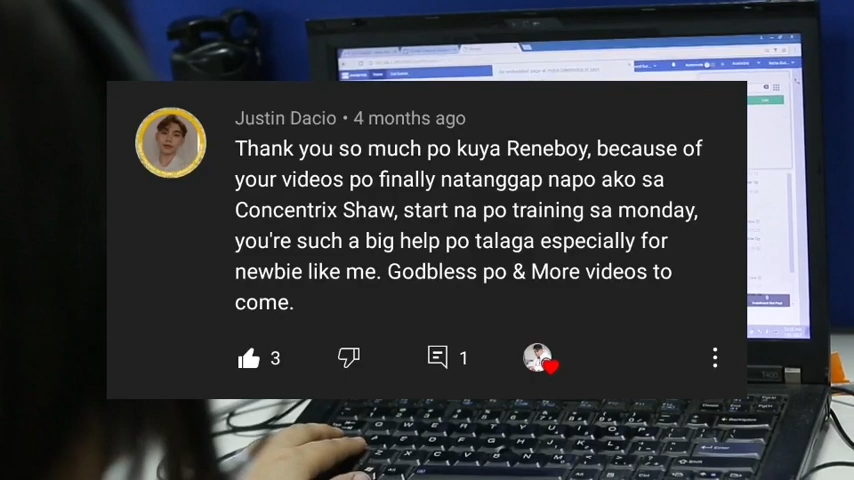 Justin Dacio • 4 months ago
Thank you so much po kuya Reneboy, because of
your videos po finally natanggap napo ako sa
Concentrix Shaw, start na po training sa monday,
you're such a big help po talaga especially for
newbie like me. Godbless po & More videos to
come.
3
1
T400